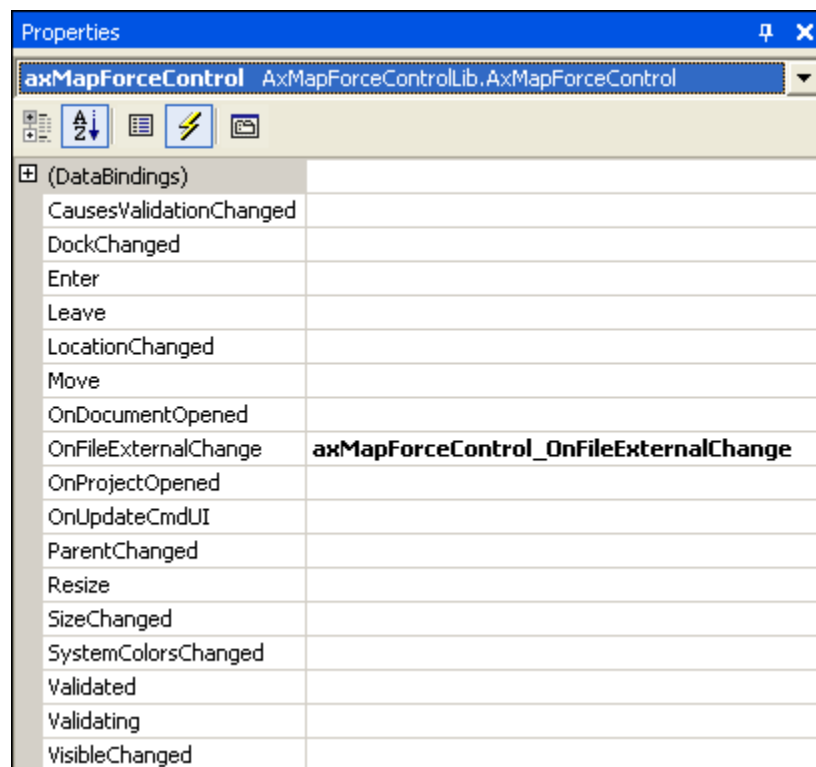 Properties
axMapForceControl AxMapForceControlLib.AxMapForceControl
(DataBindings)
CausesValidationChanged
DockChanged
Enter
Leave
LocationChanged
Move
OnDocumentOpened
OnFileExternalChange axMapForceControl_OnFileExternalChange
OnProjectOpened
OnUpdateCmdUI
ParentChanged
Resize
SizeChanged
SystemColorsChanged
Validated
Validating
VisibleChanged